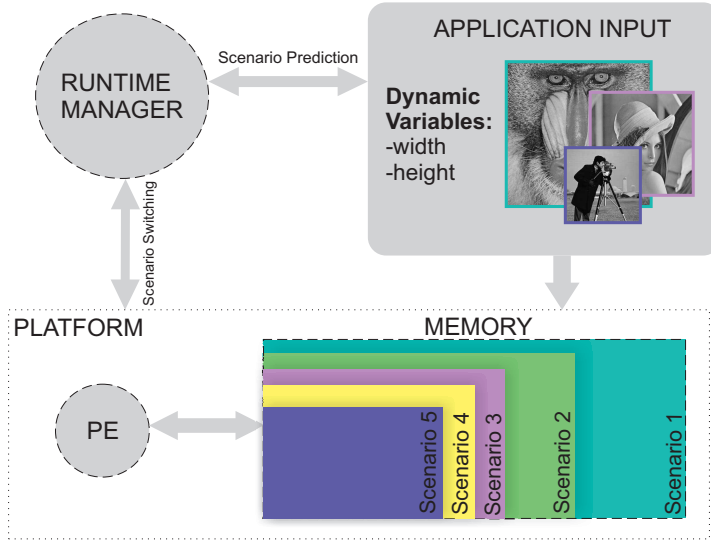 APPLICATION INPUT
Scenario Prediction
RUNTIME
MANAGER
Dynamic
Variables:
-width
-height
Scenario Switching
PLATFORM
MEMORY
PE
Scenario 5
Scenario 4
Scenario 3
Scenario 2
Scenario 1